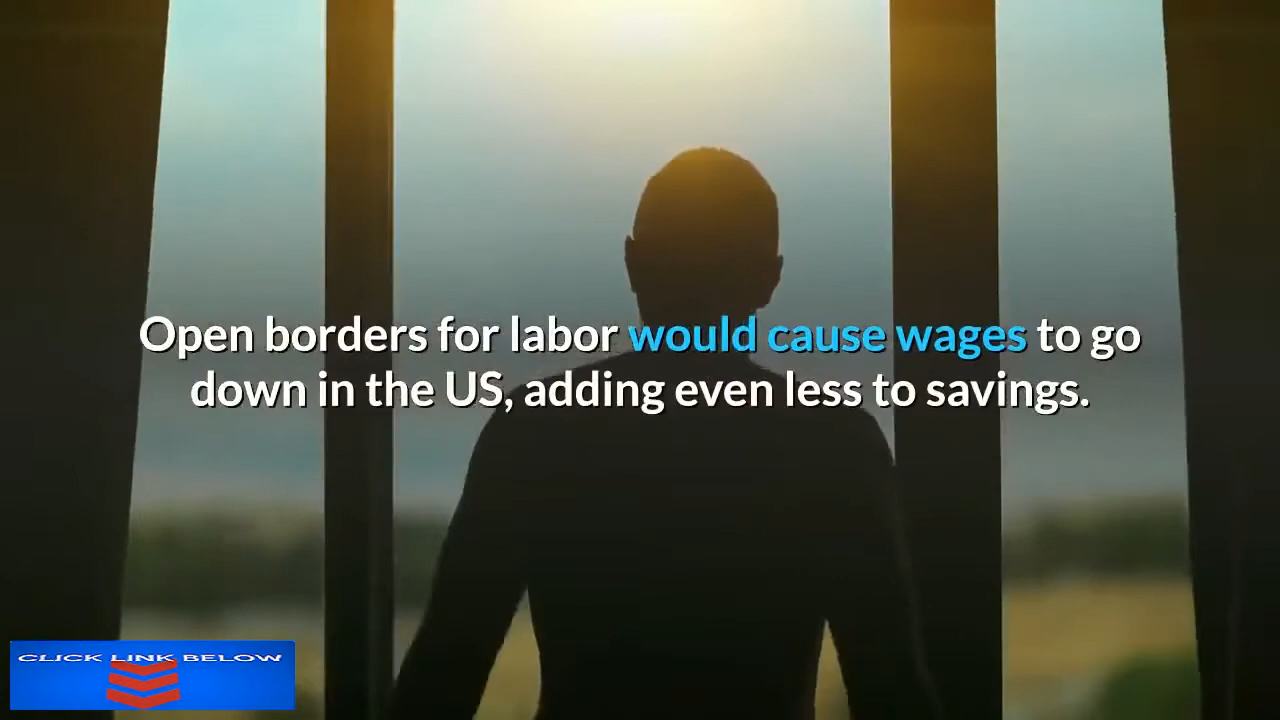 Open borders for labor would cause wages to go
down in the US, adding even less to savings.
CLICK LINK BELOW